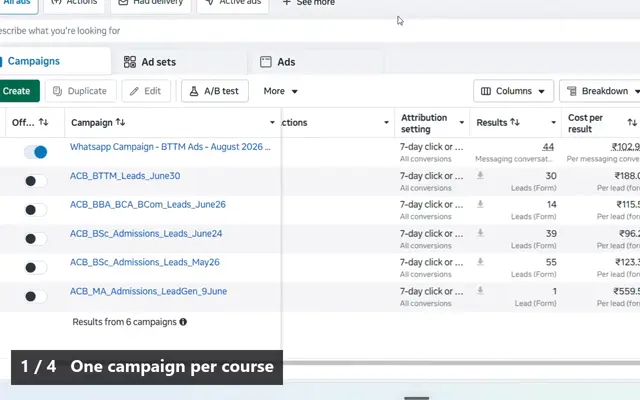 All ads
Actions
Had delivery
Active ads
+ See more
escribe what you're looking for
Campaigns
Ad sets
Ads
Create
Duplicate
Edit
A/B test
More
Columns
Breakdown
Off...
Campaign
ctions
Attribution setting
Results
Cost per result
Whatsapp Campaign - BTTM Ads - August 2026 ...
7-day click or ...
All conversions
44
Messaging conversat...
₹102.9
Per messaging conve
ACB_BTTM_Leads_June30
7-day click or ...
All conversions
30
Leads (Form)
₹188.0
Per lead (for
ACB_BBA_BCA_BCom_Leads_June26
7-day click or ...
All conversions
14
Leads (Form)
₹115.5
Per lead (for
ACB_BSc_Admissions_Leads_June24
7-day click or ...
All conversions
39
Leads (Form)
₹96.2
Per lead (for
ACB_BSc_Admissions_Leads_May26
7-day click or ...
All conversions
55
Leads (Form)
₹123.3
Per lead (for
ACB_MA_Admissions_LeadGen_9June
7-day click or ...
All conversions
1
Lead (Form)
₹559.5
Per lead (for
Results from 6 campaigns
1 / 4 One campaign per course